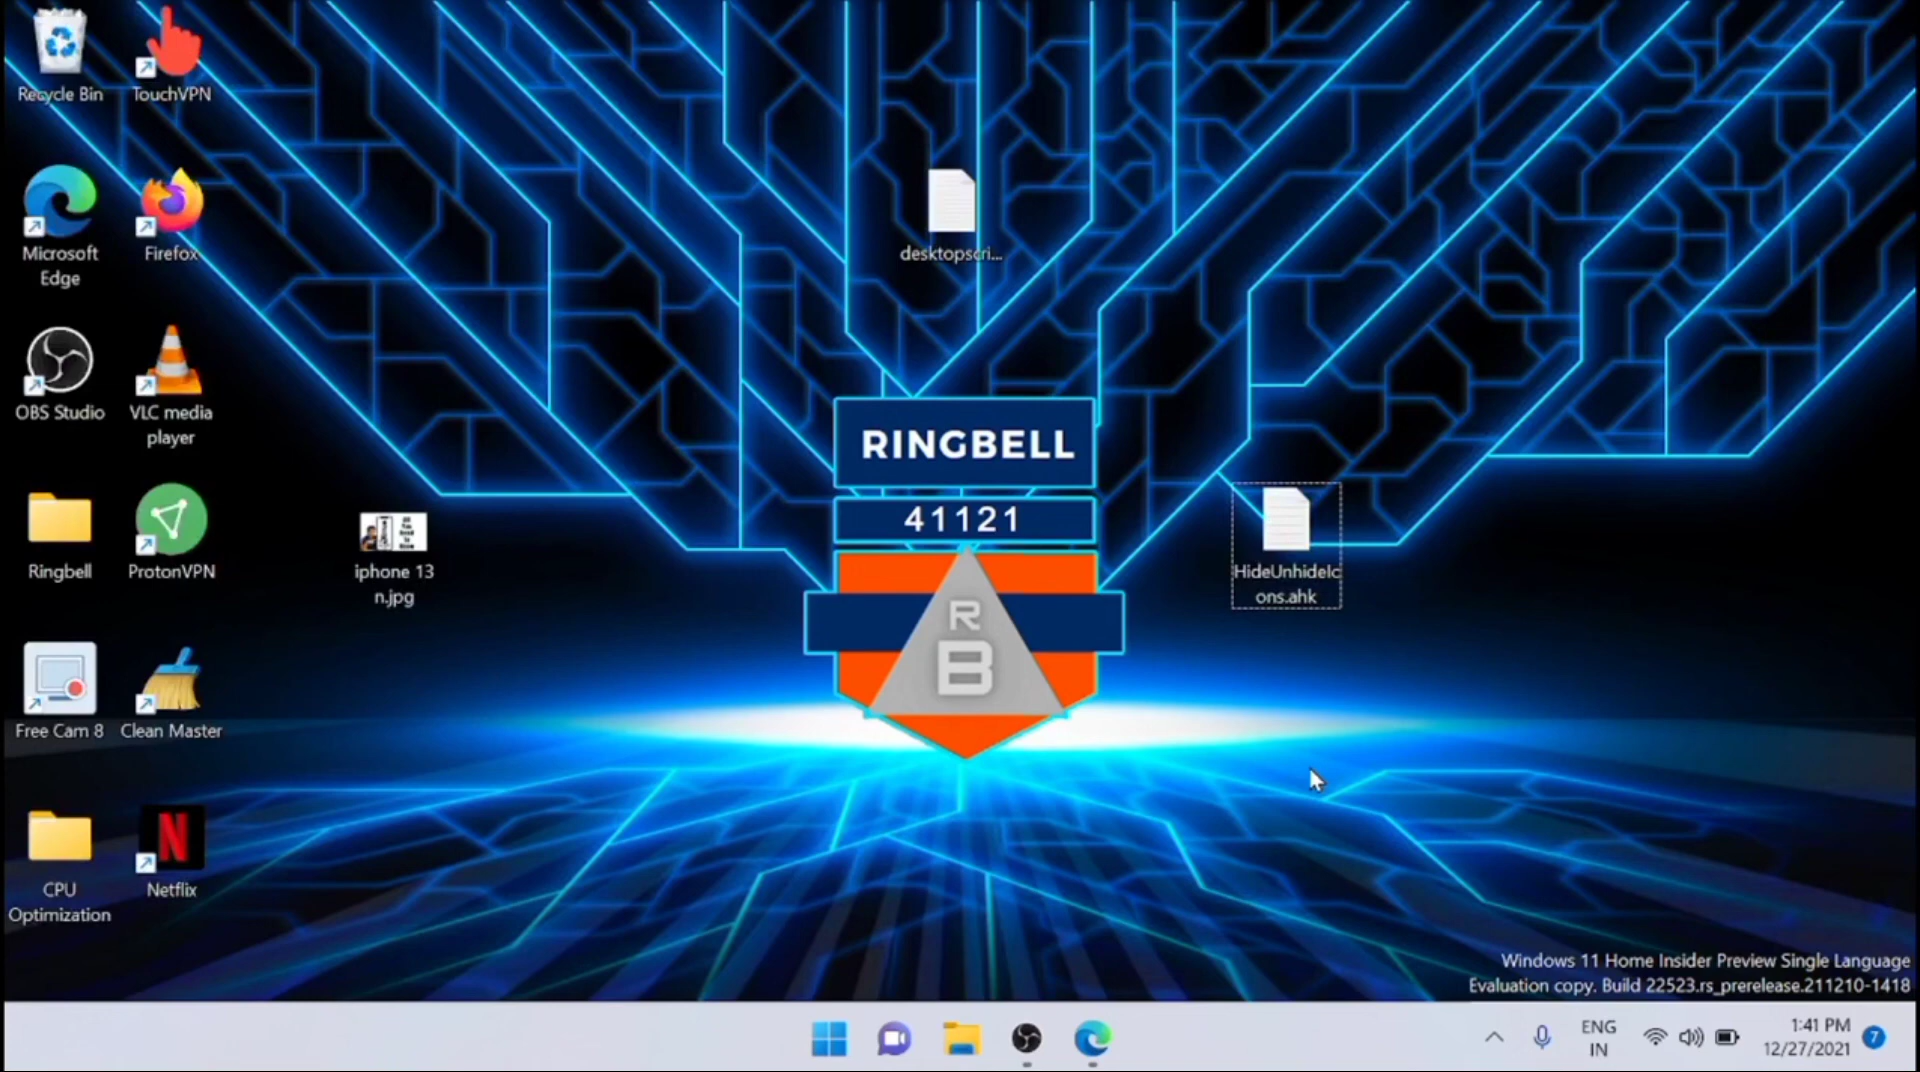 Recycle Bin
TouchVPN
Microsoft
Edge
Firefox
desktopscri...
OBS Studio
VLC media
player
RINGBELL
41121
R
B
Ringbell
ProtonVPN
iphone 13
n.jpg
HideUnhideIc
ons.ahk
Free Cam 8
Clean Master
CPU
Optimization
N
Netflix
Windows 11 Home Insider Preview Single Language
Evaluation copy. Build 22523.rs_prerelease.211210-1418
ENG
IN
1:41 PM
12/27/2021
7